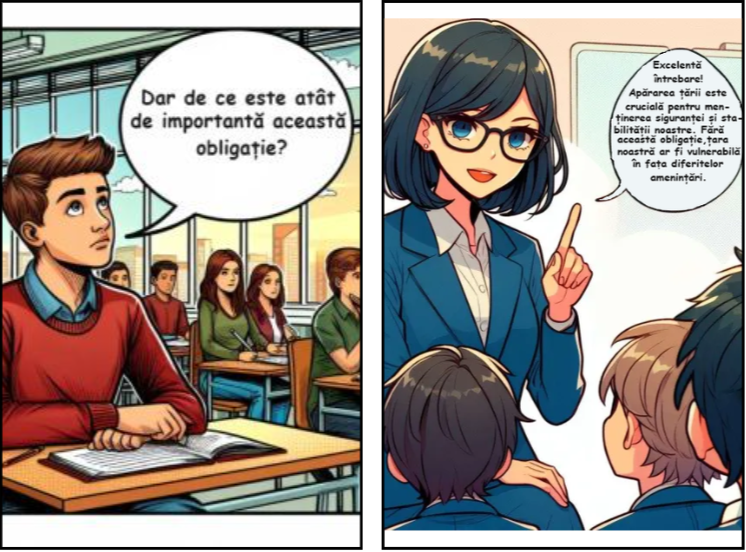 Dar de ce este atât
de importantă această
obligație?
Excelentă
întrebare!
Apărarea țării este
crucială pentru men-
ținerea siguranței și sta-
bilității noastre. Fără
această obligație,țara
noastră ar fi vulnerabilă
în fața diferitelor
amenințări.